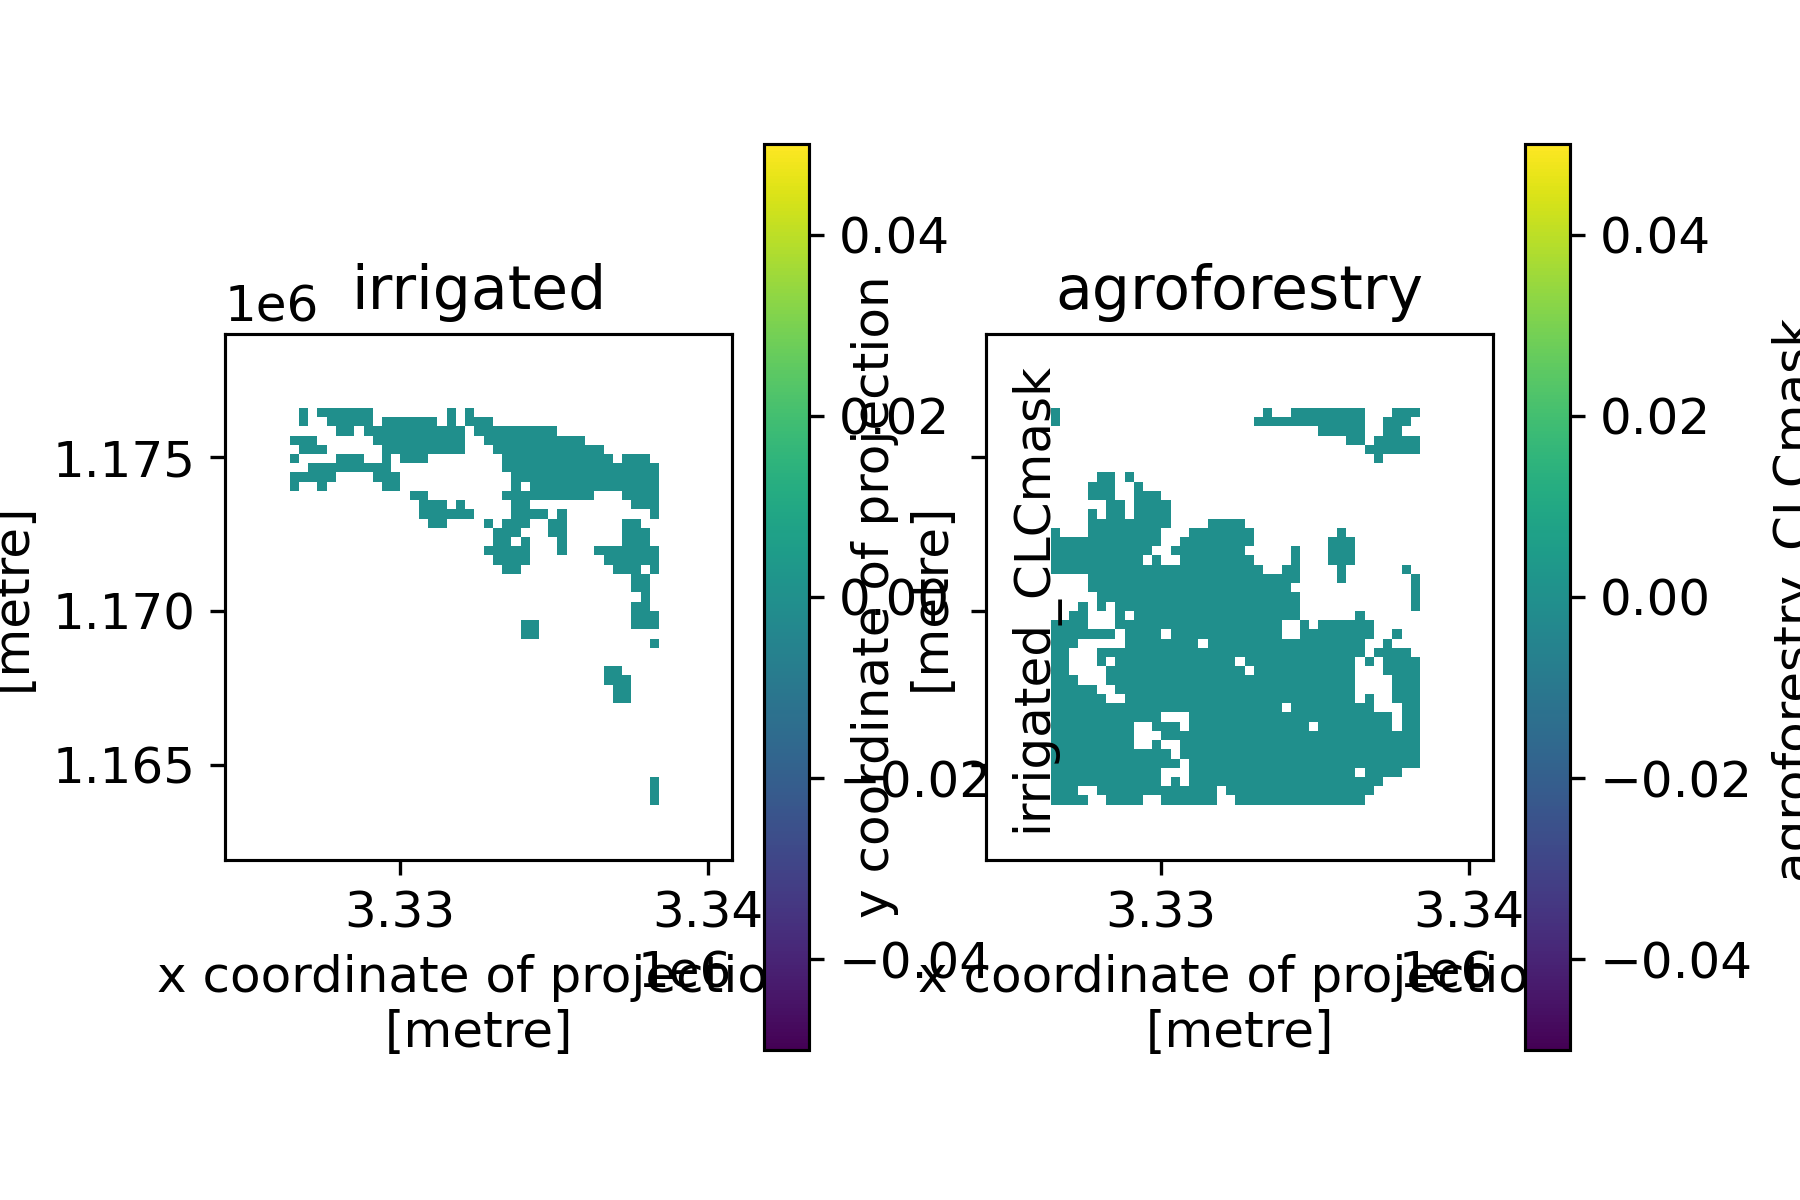 irrigated
1e6
1.175
1.170
1.165
[metre]
3.33
3.34
x coordinate of projection
1e6
[metre]
0.04
0.02
0.00
−0.02
−0.04
irrigated_CLCmask
agroforestry
y coordinate of projection
[metre]
3.33
3.34
x coordinate of projection
1e6
[metre]
0.04
0.02
0.00
−0.02
−0.04
agroforestry_CLCmask